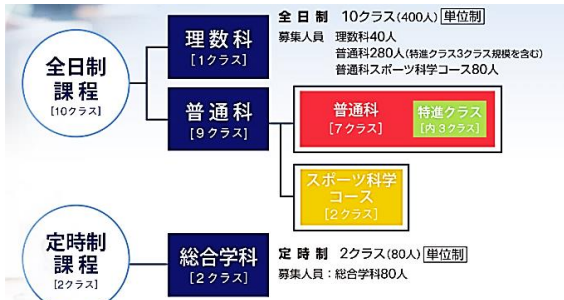 全日制 10クラス(400人) 単位制
募集人員 理数科40人
普通科280人(特進クラス3クラス規模を含む)
普通科スポーツ科学コース80人
全日制
課程
[10クラス]
理数科
[1クラス]
普通科
[9クラス]
普通科
[7クラス]
特進クラス
[内3クラス]
スポーツ科学
コース
[2クラス]
定時制
課程
[2クラス]
総合学科
[2クラス]
定時制 2クラス(80人) 単位制
募集人員:総合学科80人